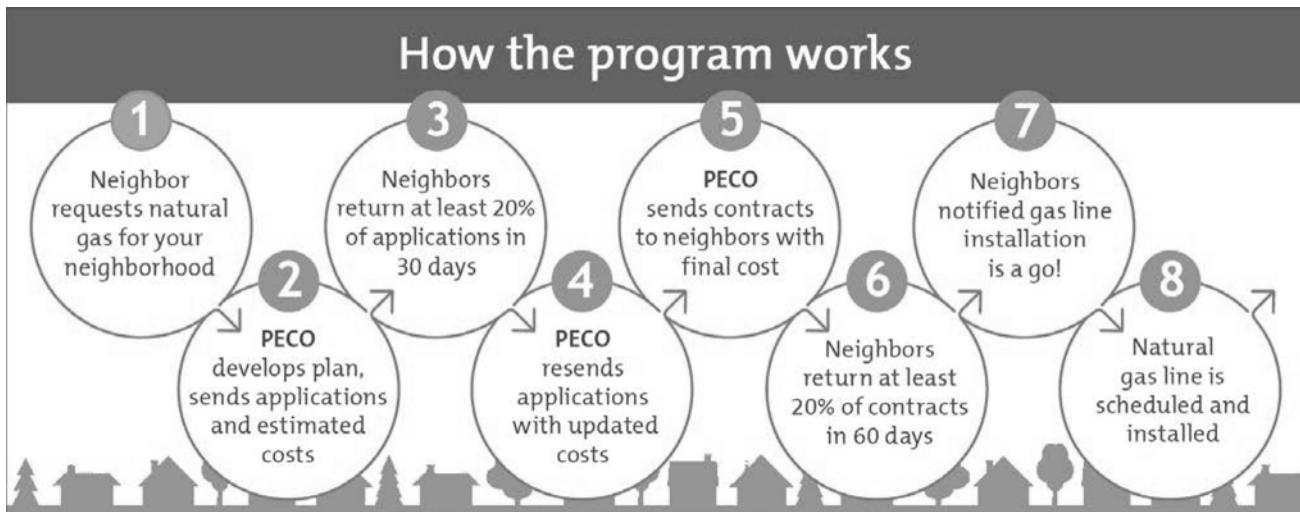 How the program works
1
Neighbor
requests natural
gas for your
neighborhood
2
PECO
develops plan,
sends applications
and estimated
costs
3
Neighbors
return at least 20%
of applications in
30 days
4
PECO
resends
applications
with updated
costs
5
PECO
sends contracts
to neighbors with
final cost
6
Neighbors
return at least
20% of contracts
in 60 days
7
Neighbors
notified gas line
installation
is a go!
8
Natural
gas line is
scheduled and
installed